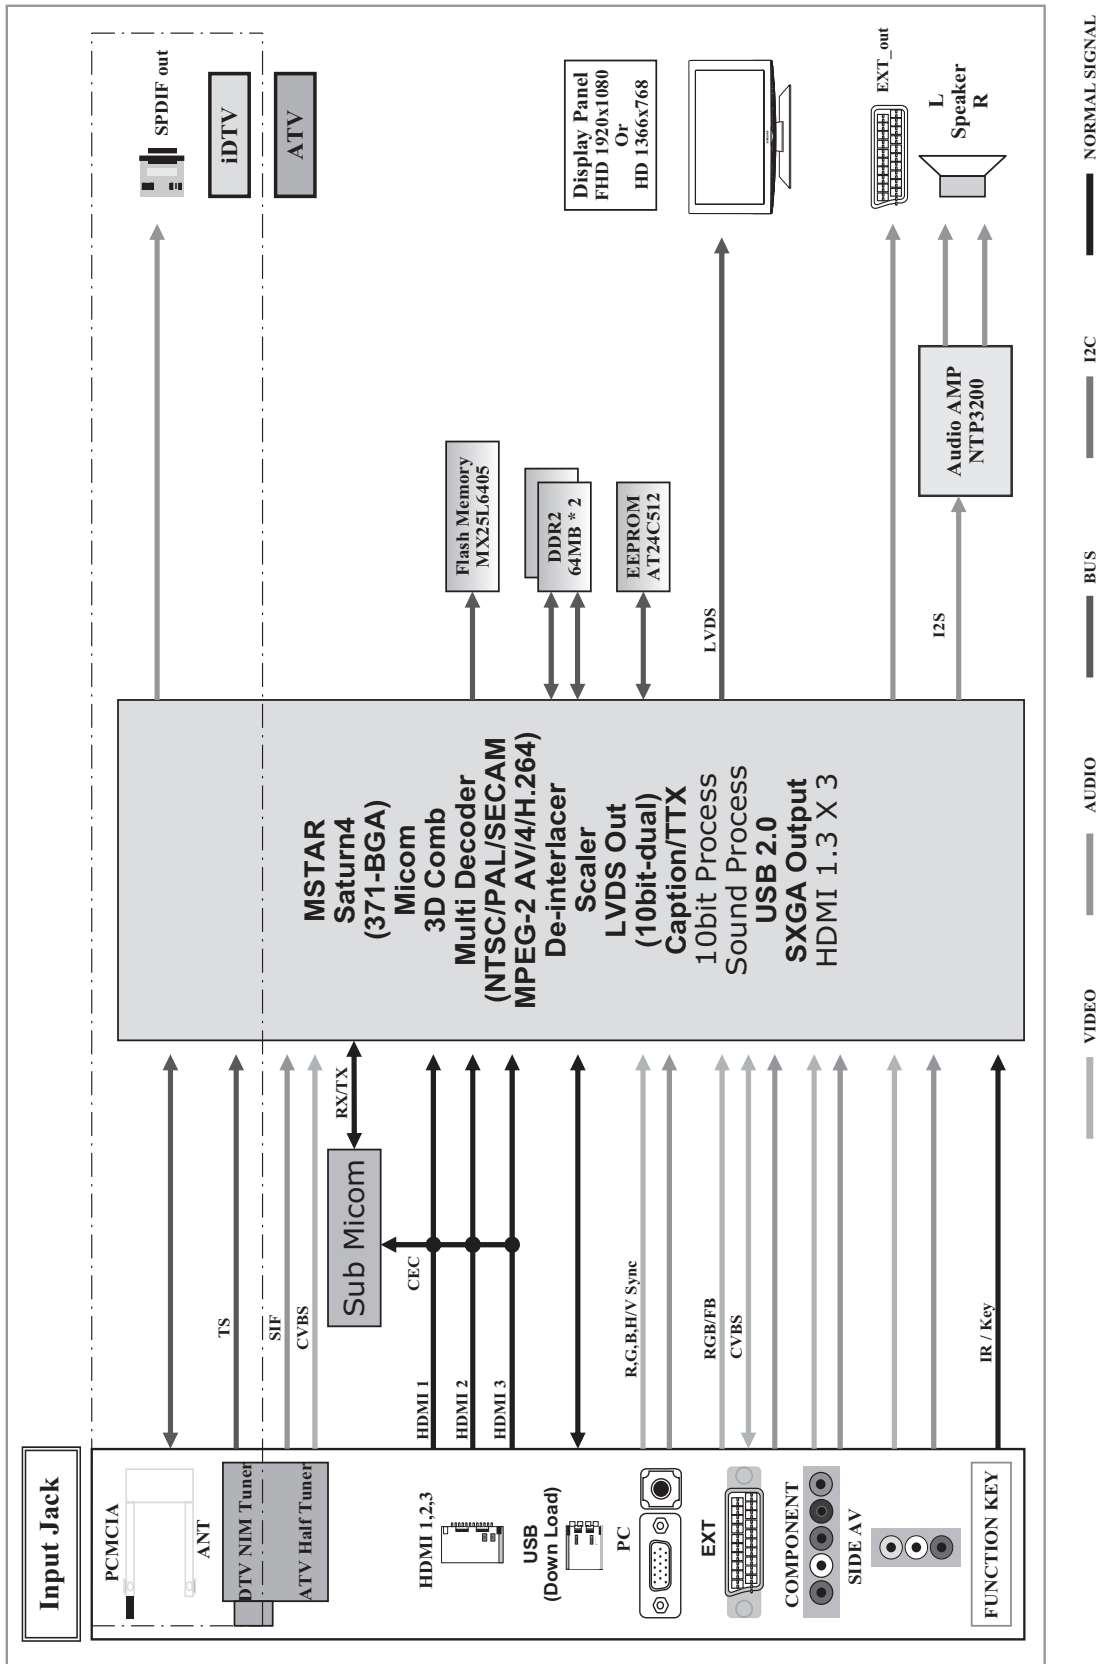 Input Jack
PCMCIA
ANT
DTV NIM Tuner
ATV Half Tuner
HDMI 1,2,3
USB
(Down Load)
PC
EXT
COMPONENT
SIDE AV
FUNCTION KEY
TS
SIF
CVBS
HDMI 1
HDMI 2
HDMI 3
CEC
Sub Micom
RX/TX
R,G,B,H/V Sync
RGB/FB
CVBS
IR / Key
MSTAR
Saturn4
(371-BGA)
Micom
3D Comb
Multi Decoder
(NTSC/PAL/SECAM
MPEG-2 AV/4/H.264)
De-interlacer
Scaler
LVDS Out
(10bit-dual)
Caption/TTX
10bit Process
Sound Process
USB 2.0
SXGA Output
HDMI 1.3 X 3
Flash Memory
MX25L6405
DDR2
64MB * 2
EEPROM
AT24C512
LVDS
I2S
Audio AMP
NTP3200
SPDIF out
iDTV
ATV
Display Panel
FHD 1920x1080
Or
HD 1366x768
EXT_out
L
Speaker
R
VIDEO
AUDIO
BUS
I2C
NORMAL SIGNAL